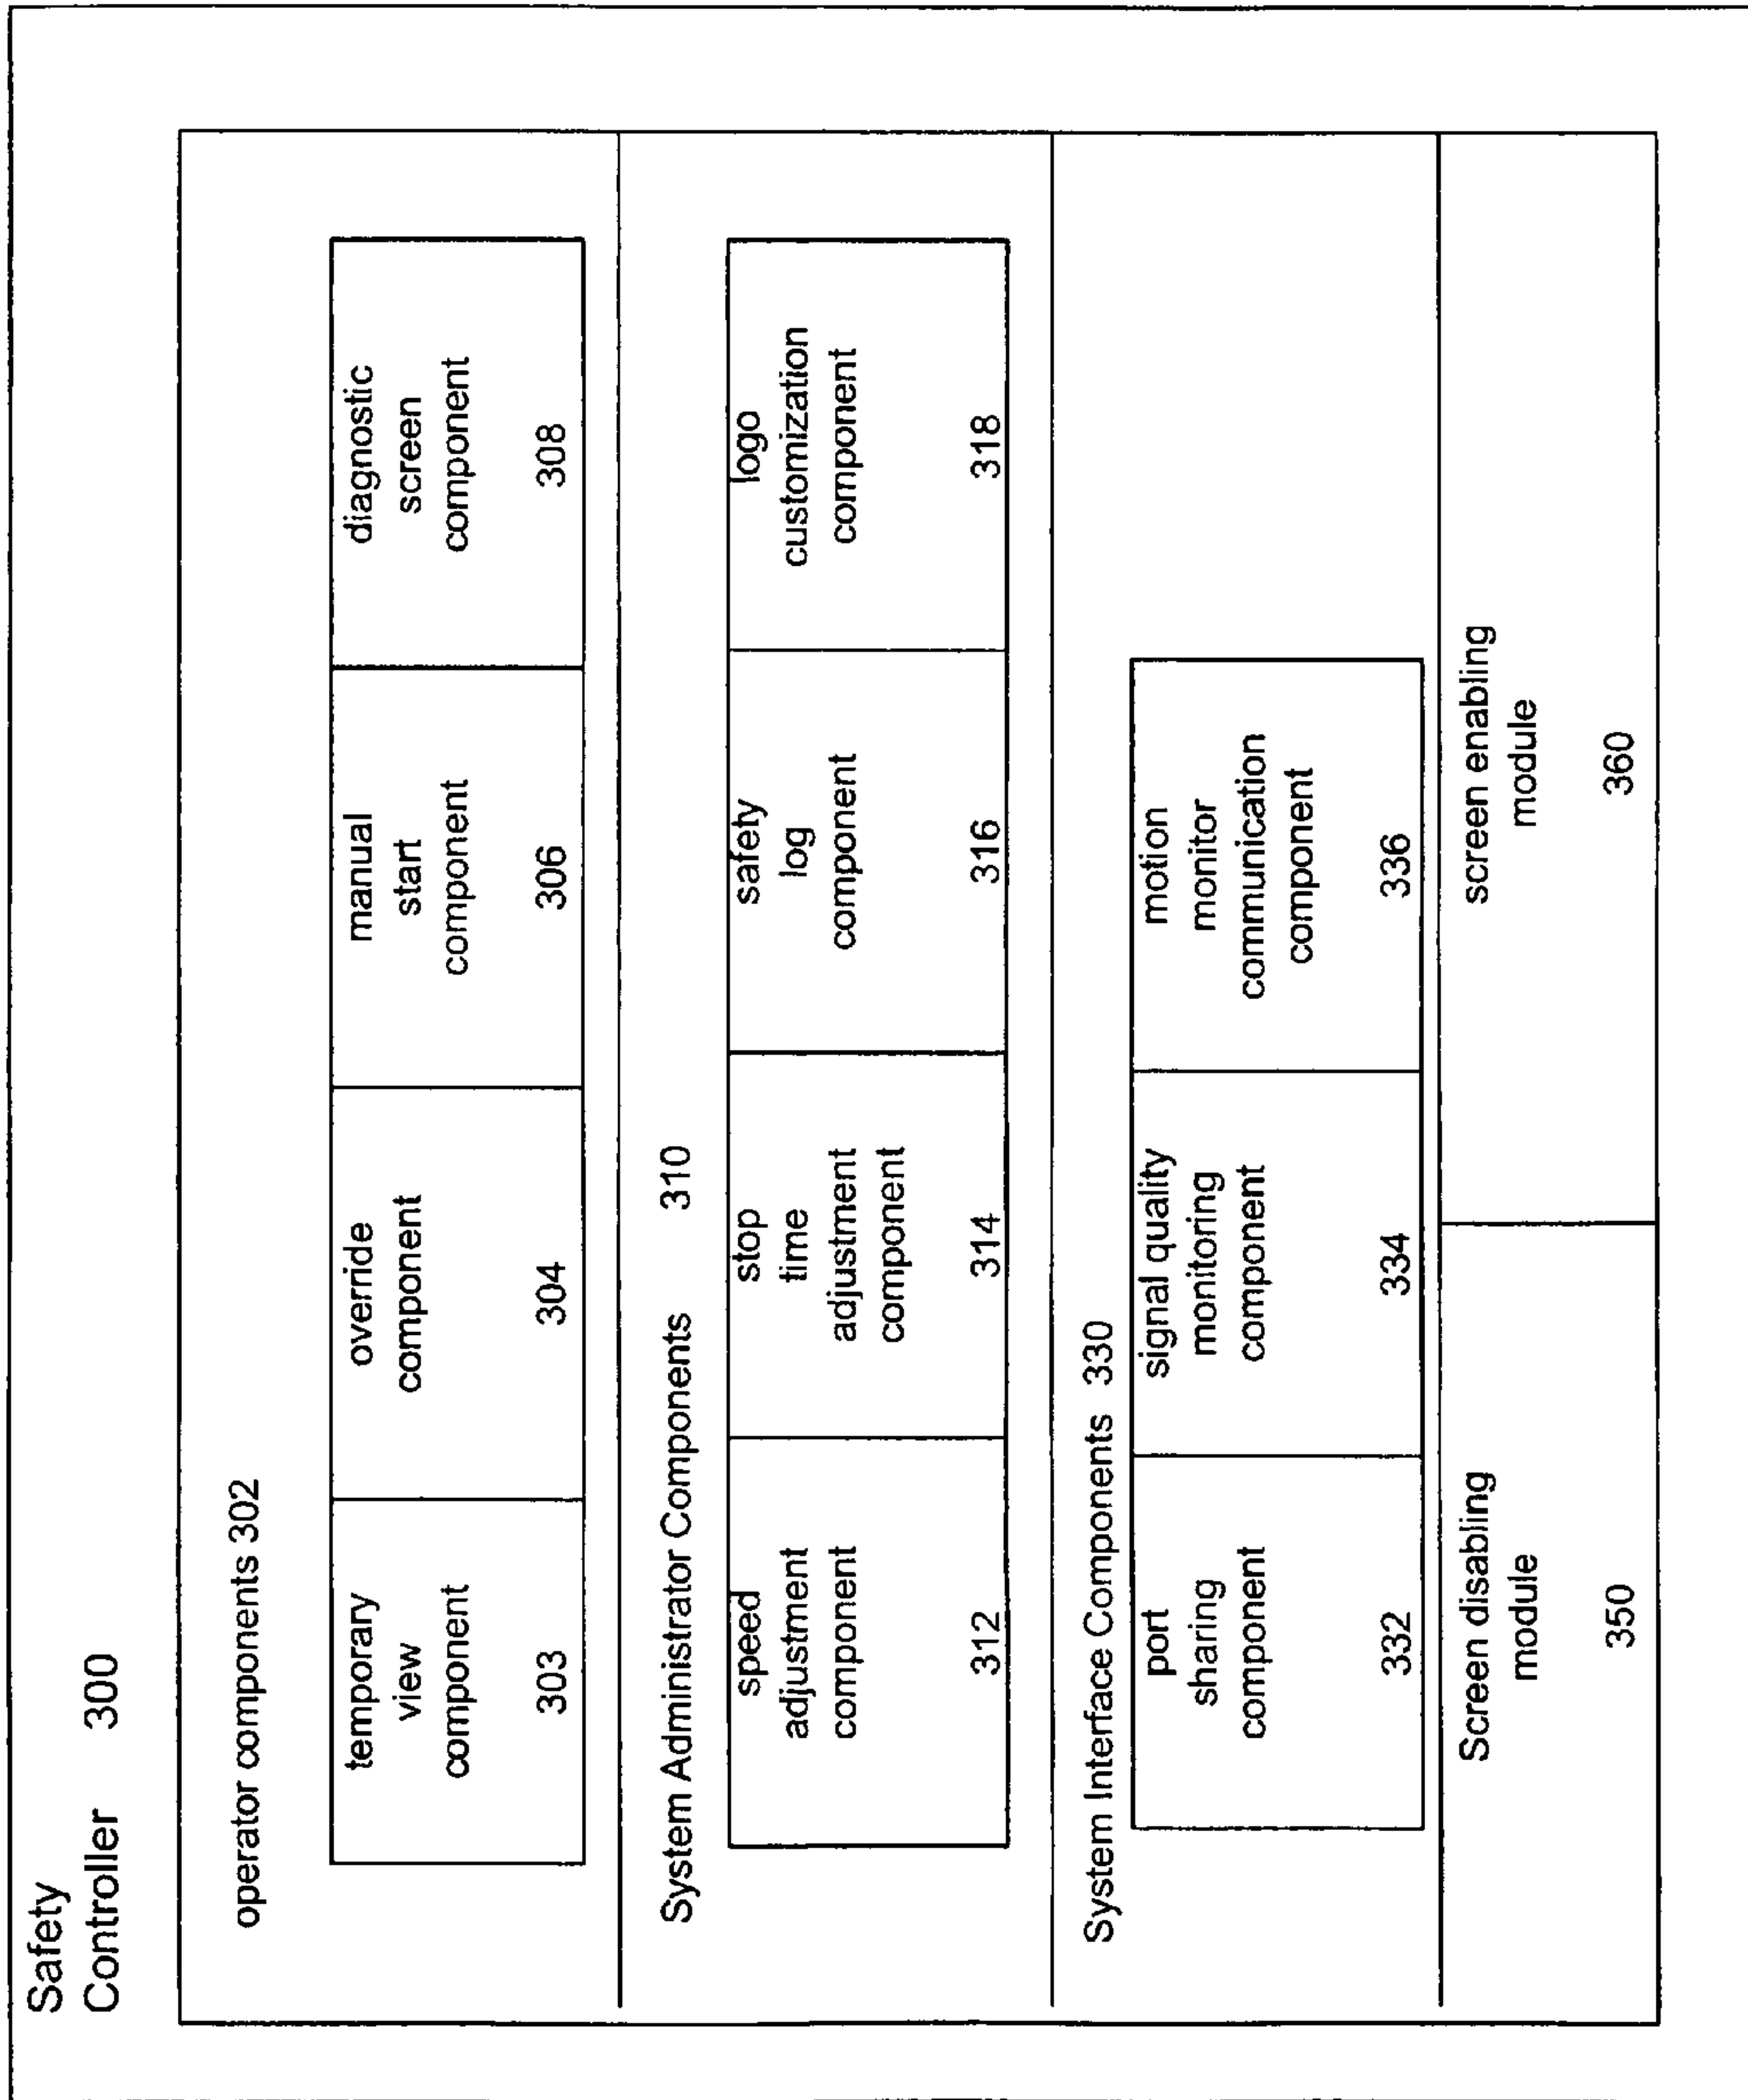 Safety
Controller 300
operator components 302
temporary
view
component
303
override
component
304
manual
start
component
306
diagnostic
screen
component
308
System Administrator Components 310
speed
adjustment
component
312
stop
time
adjustment
component
314
safety
log
component
316
logo
customization
component
318
System Interface Components 330
port
sharing
component
332
signal quality
monitoring
component
334
motion
monitor
communication
component
336
Screen disabling
module
350
screen enabling
module
360